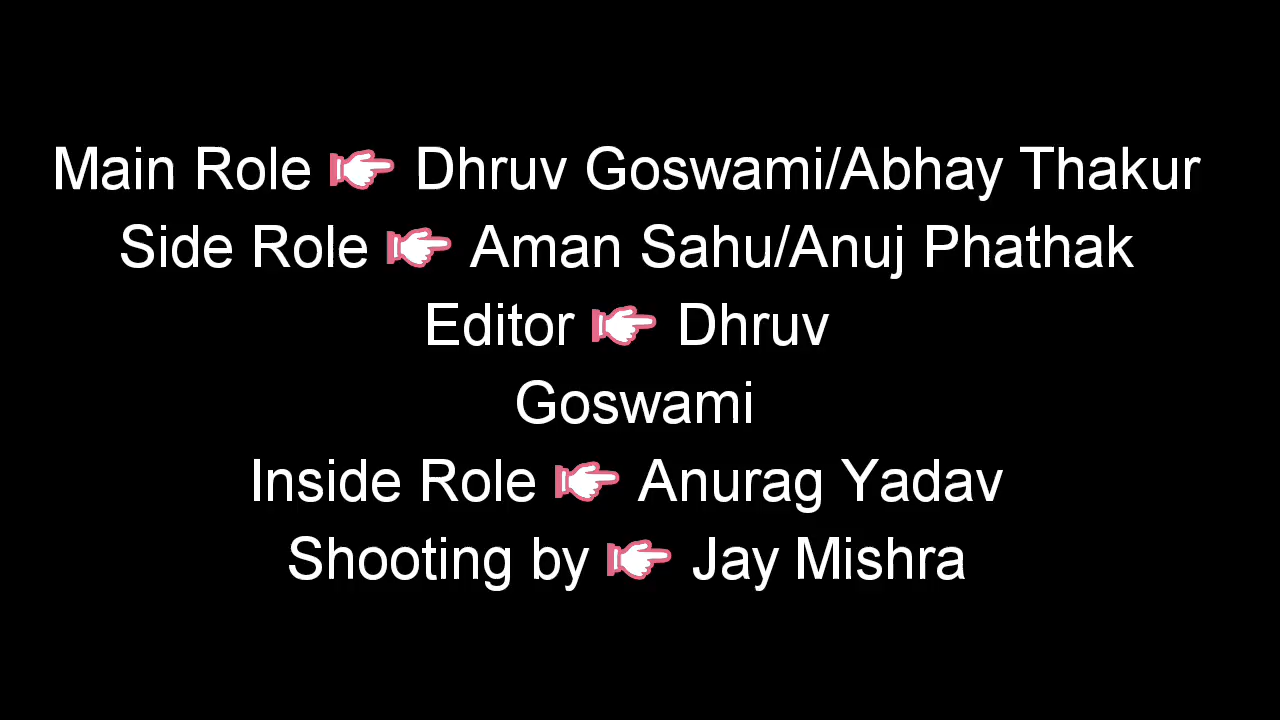 Main Role 👉 Dhruv Goswami/Abhay Thakur
Side Role 👉 Aman Sahu/Anuj Phathak
Editor 👉 Dhruv
Goswami
Inside Role 👉 Anurag Yadav
Shooting by 👉 Jay Mishra